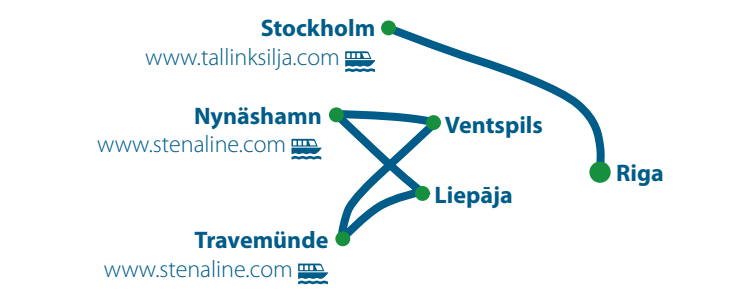 Stockholm
www.tallinksilja.com
Nynäshamn
www.stenaline.com
Ventspils
Riga
Liepāja
Travemünde
www.stenaline.com